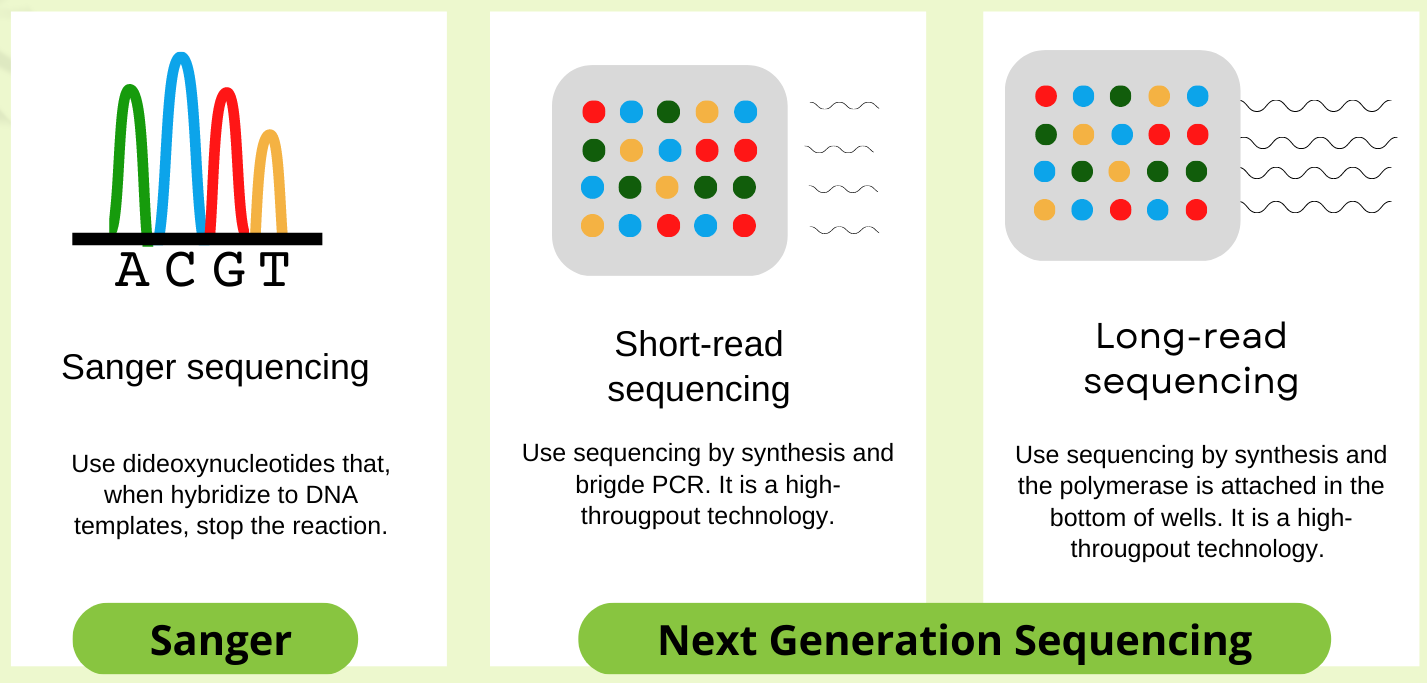 A C G T
Sanger sequencing
Use dideoxynucleotides that,
when hybridize to DNA
templates, stop the reaction.
Sanger
Short-read
sequencing
Use sequencing by synthesis and
brigde PCR. It is a high-
througpout technology.
Long-read
sequencing
Use sequencing by synthesis and
the polymerase is attached in the
bottom of wells. It is a high-
througpout technology.
Next Generation Sequencing